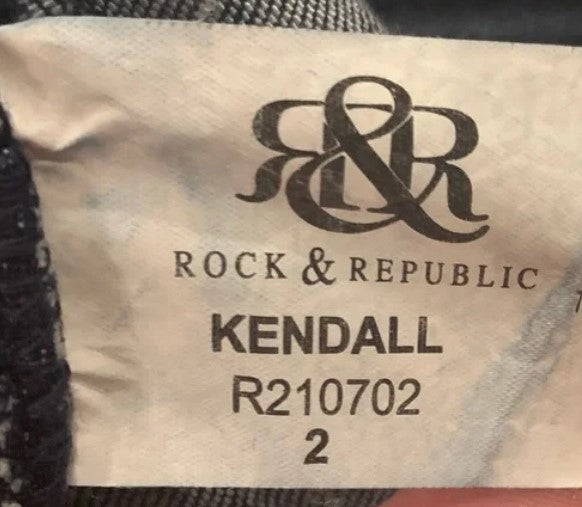 R&R
ROCK & REPUBLIC
KENDALL
R210702
2